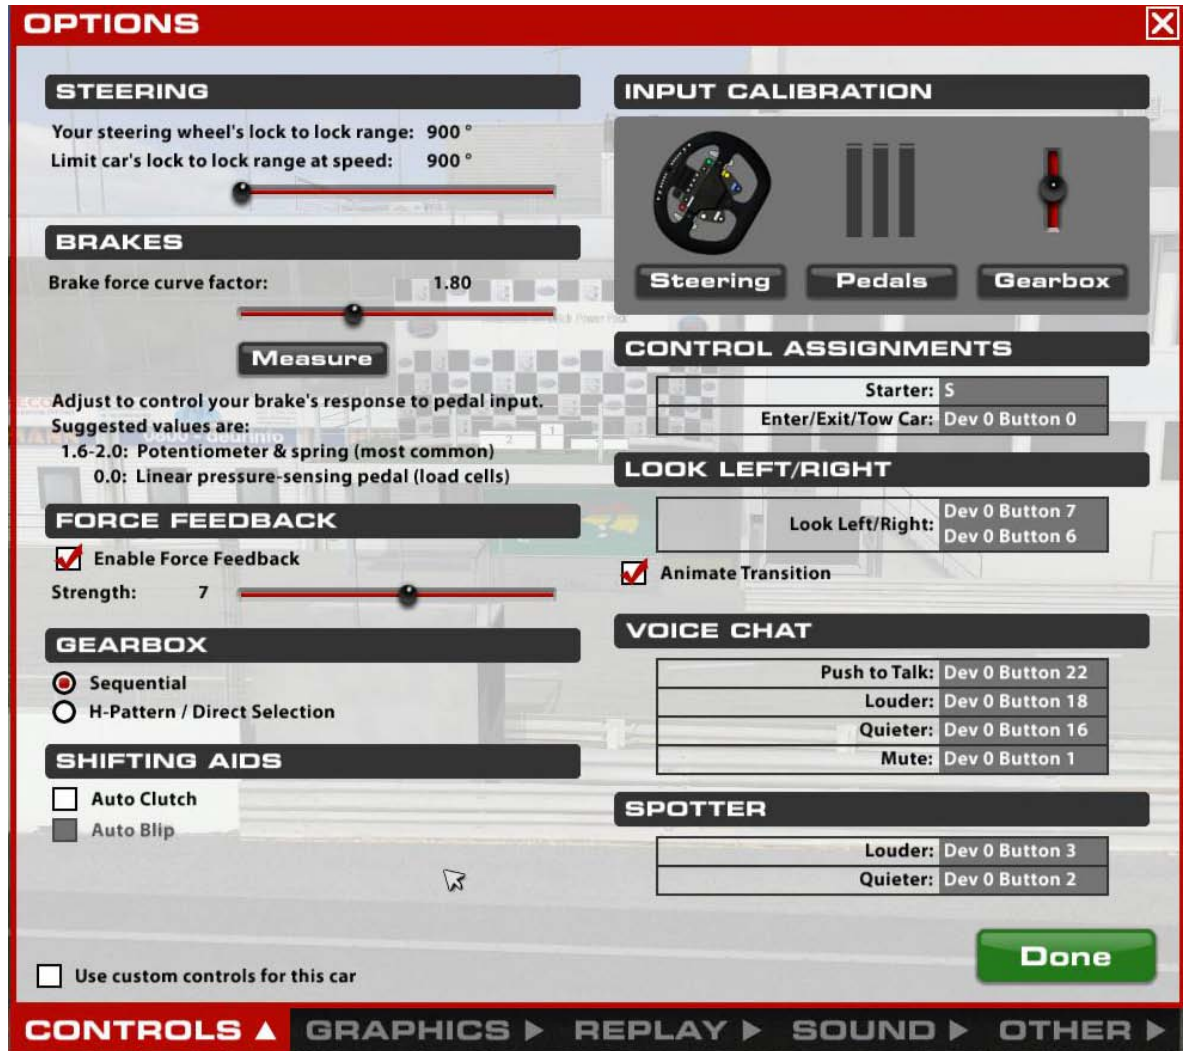 OPTIONS
STEERING
Your steering wheel's lock to lock range: 900 °
Limit car's lock to lock range at speed: 900 °
BRAKES
Brake force curve factor: 1.80
Measure
Adjust to control your brake's response to pedal input.
Suggested values are:
1.6-2.0: Potentiometer & spring (most common)
0.0: Linear pressure-sensing pedal (load cells)
FORCE FEEDBACK
Enable Force Feedback
Strength: 7
GEARBOX
Sequential
H-Pattern / Direct Selection
SHIFTING AIDS
Auto Clutch
Auto Blip
Use custom controls for this car
INPUT CALIBRATION
Steering Pedals Gearbox
CONTROL ASSIGNMENTS
Starter: S
Enter/Exit/Tow Car: Dev 0 Button 0
LOOK LEFT/RIGHT
Look Left/Right: Dev 0 Button 7
Dev 0 Button 6
Animate Transition
VOICE CHAT
Push to Talk: Dev 0 Button 22
Louder: Dev 0 Button 18
Quieter: Dev 0 Button 16
Mute: Dev 0 Button 1
SPOTTER
Louder: Dev 0 Button 3
Quieter: Dev 0 Button 2
Done
CONTROLS GRAPHICS REPLAY SOUND OTHER